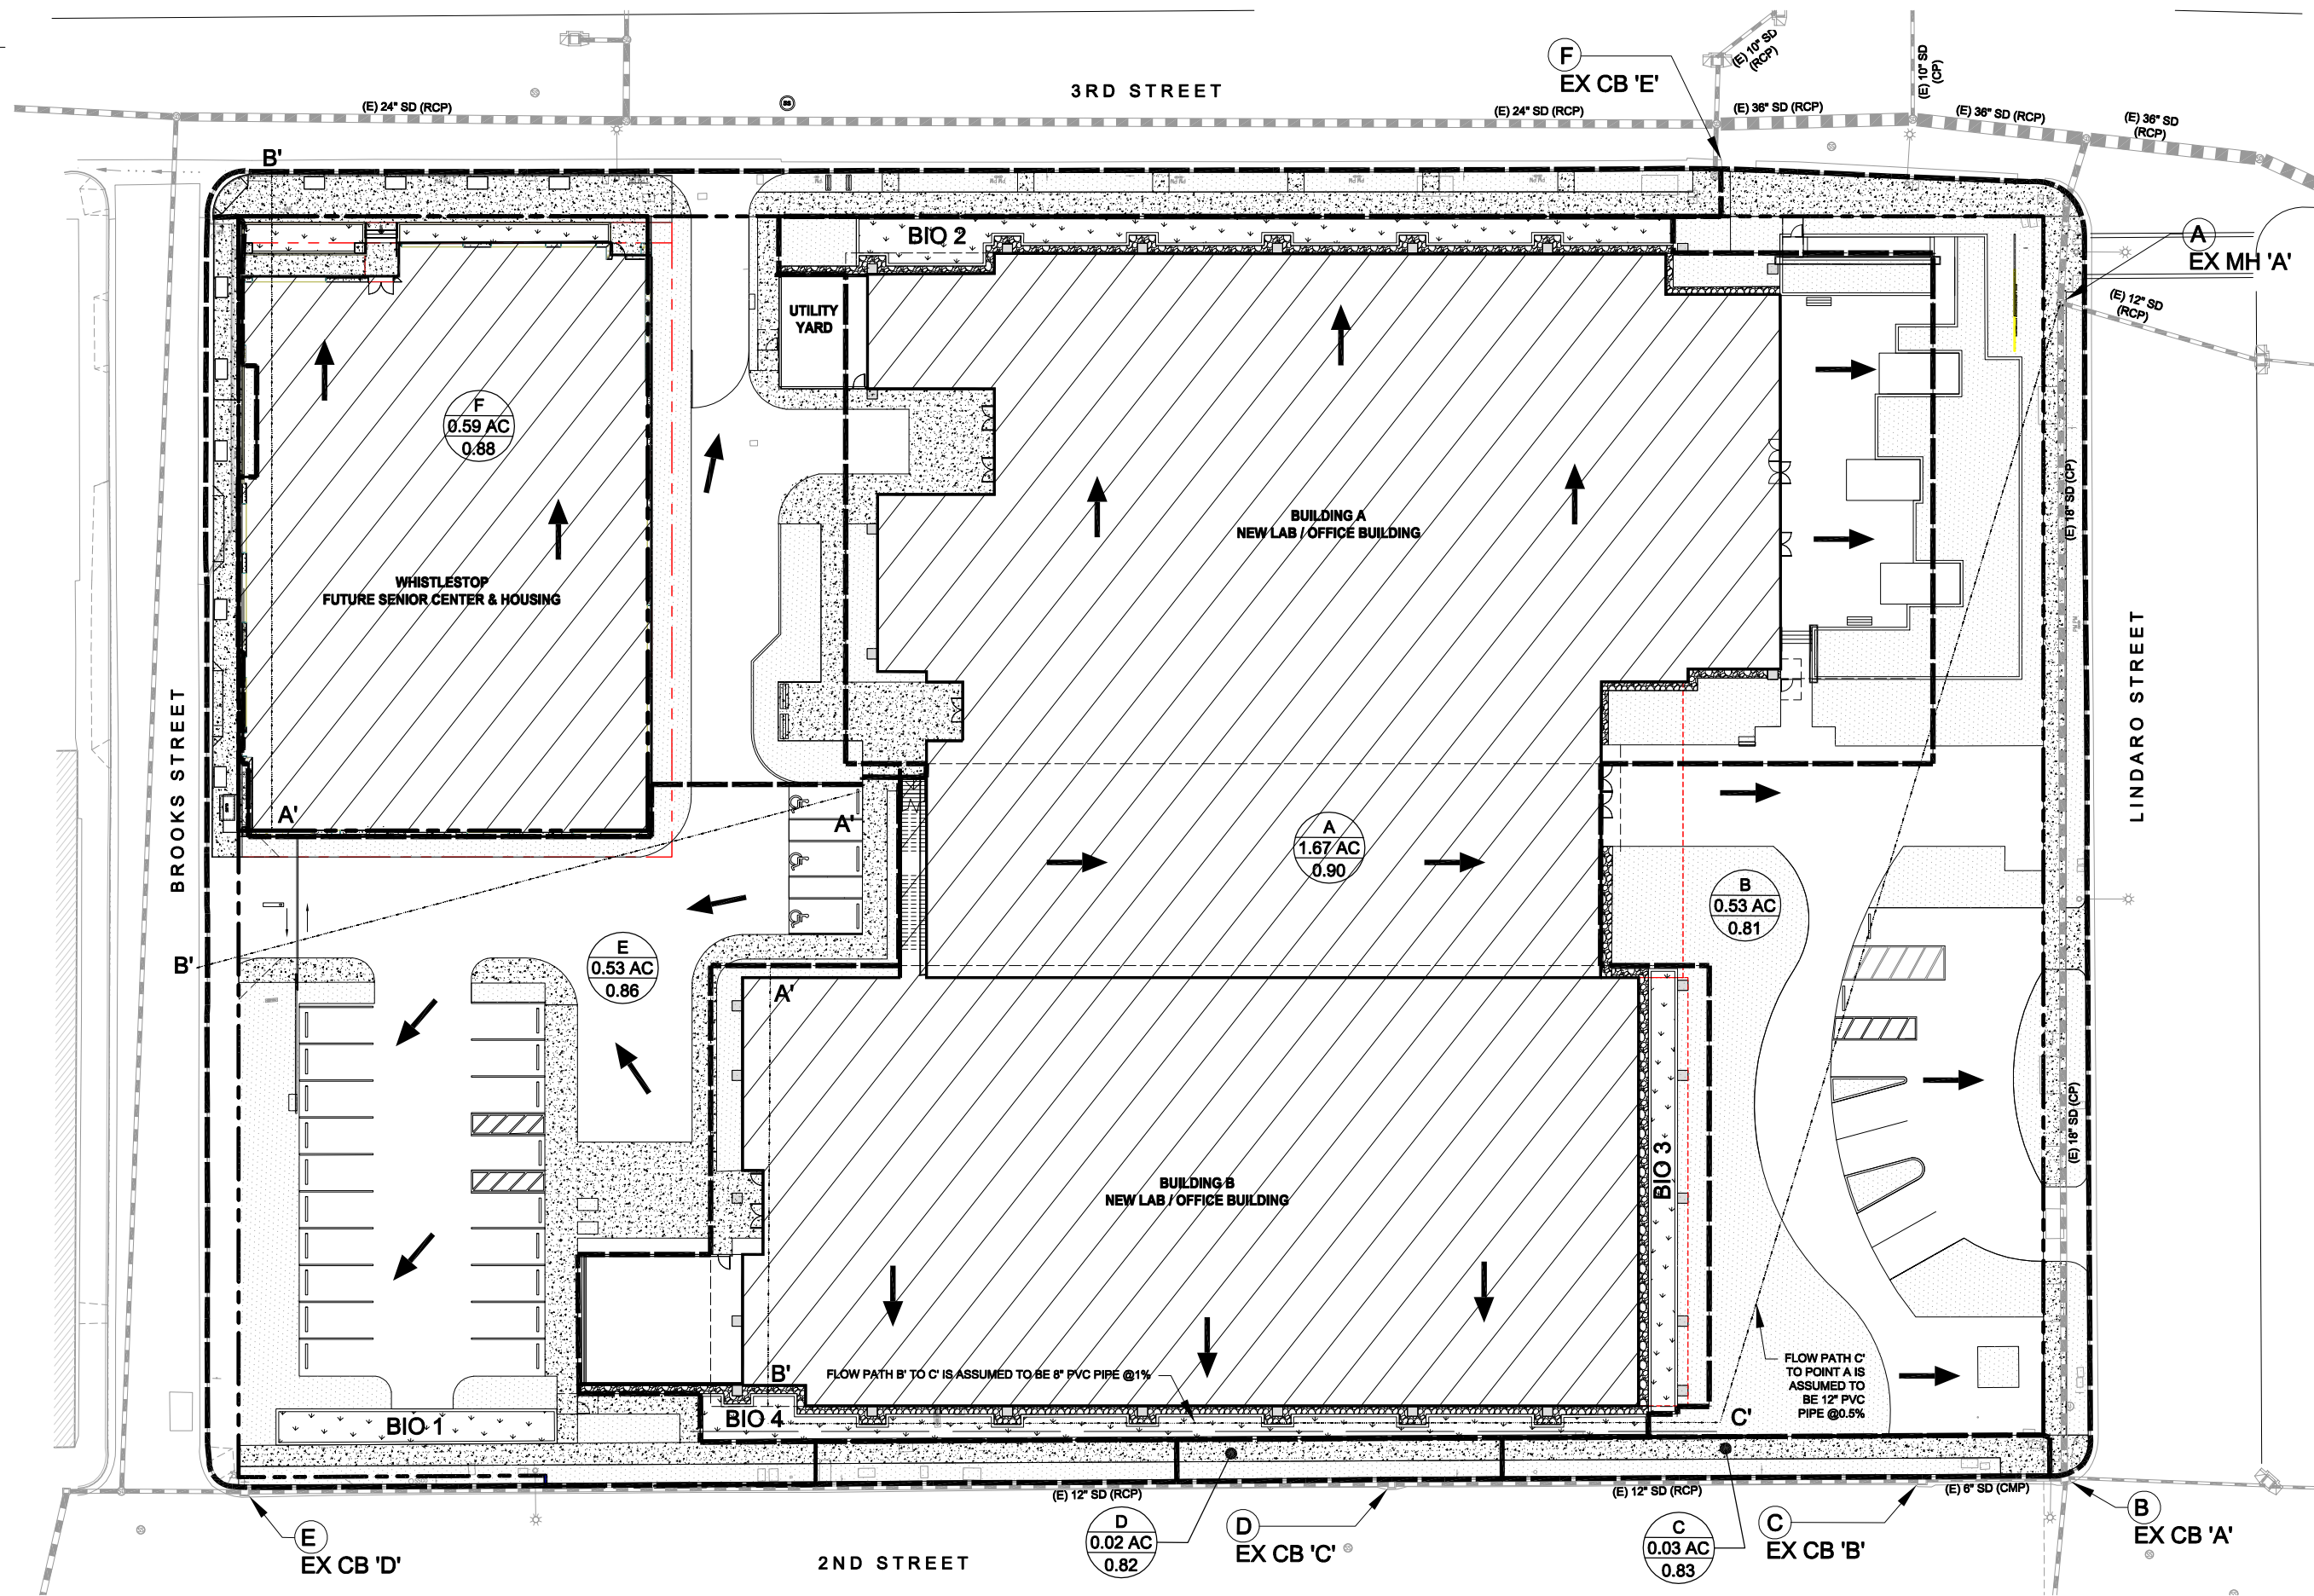 (E) 10" SD
(RCP)
(E) 10" SD
(CP)
F
EX CB 'E'
3RD STREET
(E) 24" SD (RCP)
SS
(E) 24" SD (RCP)
(E) 36" SD (RCP)
(E) 36" SD (RCP)
(E) 36" SD
(RCP)
B'
BIO 2
A
EX MH 'A'
(E) 12" SD
(RCP)
UTILITY
YARD
F
0.59 AC
0.88
(E) 18" SD (CP)
BUILDING A
NEW LAB / OFFICE BUILDING
WHISTLESTOP
FUTURE SENIOR CENTER & HOUSING
BROOKS STREET
LINDARO STREET
A'
A'
A
1.67 AC
0.90
B
0.53 AC
0.81
B'
E
0.53 AC
0.86
A'
(E) 18" SD (CP)
BIO 3
BUILDING B
NEW LAB / OFFICE BUILDING
B'
FLOW PATH B' TO C' IS ASSUMED TO BE 8" PVC PIPE @1%
FLOW PATH C'
TO POINT A IS
ASSUMED TO
BE 12" PVC
PIPE @0.5%
BIO 1
BIO 4
C'
(E) 12" SD (RCP)
(E) 12" SD (RCP)
(E) 6" SD (CMP)
E
EX CB 'D'
2ND STREET
D
0.02 AC
0.82
D
EX CB 'C'
C
0.03 AC
0.83
C
EX CB 'B'
B
EX CB 'A'